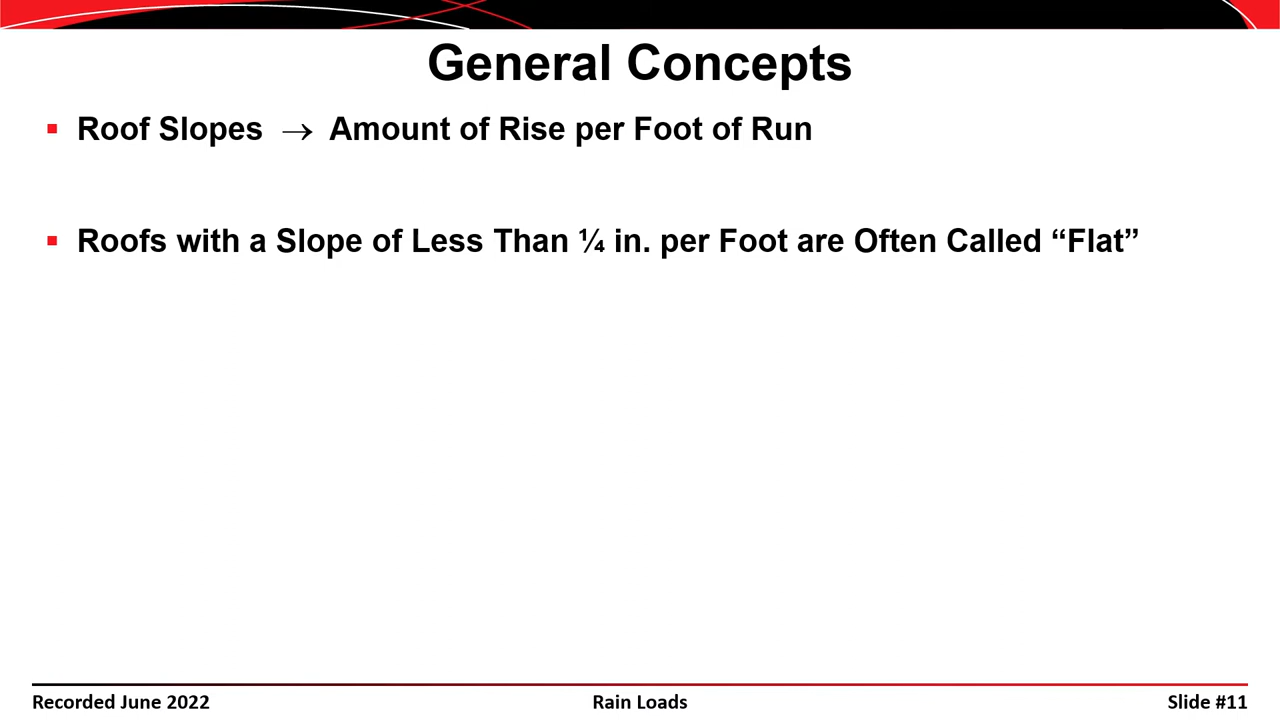 General Concepts
▪ Roof Slopes → Amount of Rise per Foot of Run
▪ Roofs with a Slope of Less Than ¼ in. per Foot are Often Called “Flat”
Recorded June 2022
Rain Loads
Slide #11